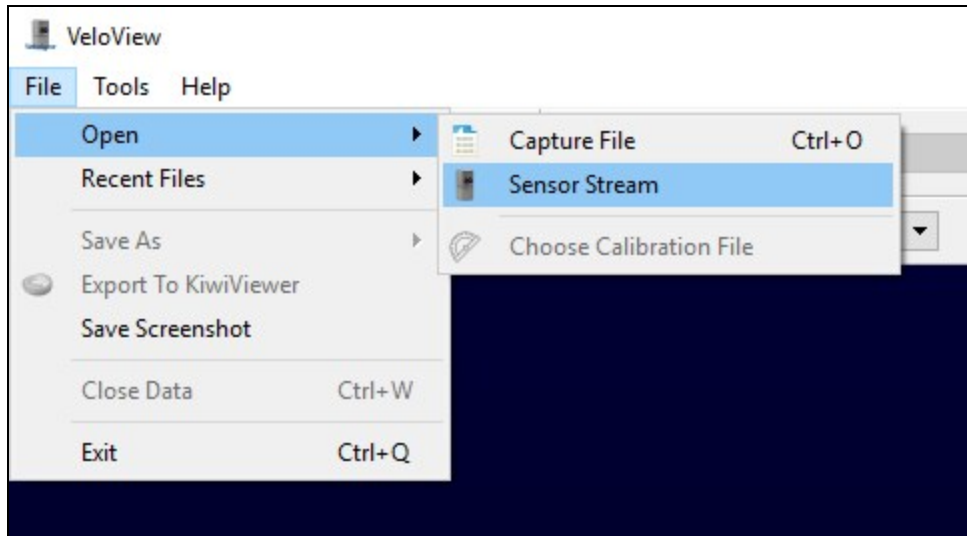 VeloView
File Tools Help
Open
Recent Files
Save As
Export To KiwiViewer
Save Screenshot
Close Data Ctrl+W
Exit Ctrl+Q
Capture File Ctrl+O
Sensor Stream
Choose Calibration File